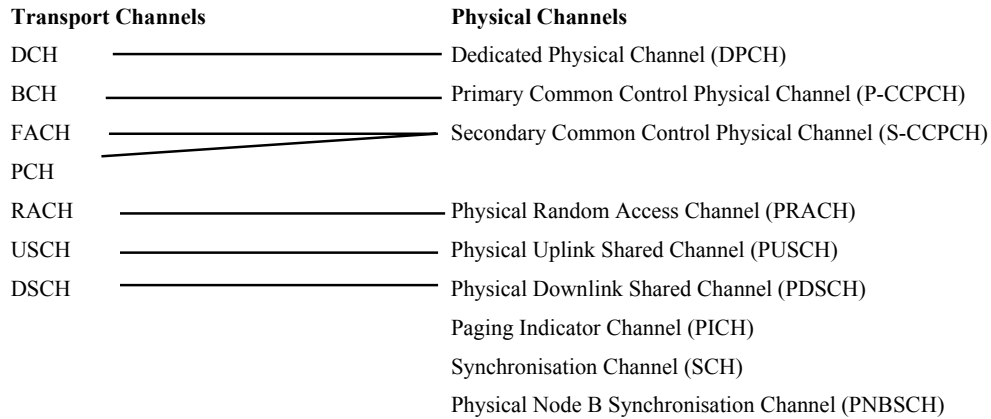 Transport Channels Physical Channels
DCH Dedicated Physical Channel (DPCH)
BCH Primary Common Control Physical Channel (P-CCPCH)
FACH Secondary Common Control Physical Channel (S-CCPCH)
PCH
RACH Physical Random Access Channel (PRACH)
USCH Physical Uplink Shared Channel (PUSCH)
DSCH Physical Downlink Shared Channel (PDSCH)
Paging Indicator Channel (PICH)
Synchronisation Channel (SCH)
Physical Node B Synchronisation Channel (PNBSCH)